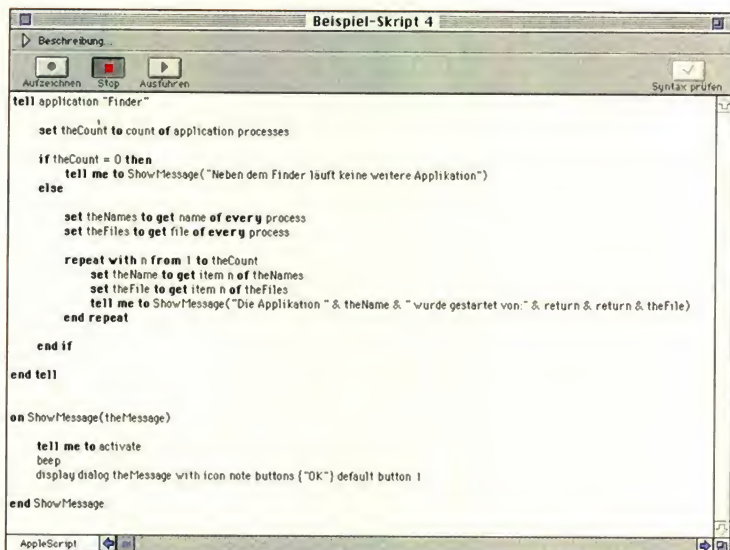 Beispiel-Skript 4
Beschreibung...
Aufzeichnen Stop Ausführen Syntax prüfen
tell application "Finder"
set theCount to count of application processes
if theCount = 0 then
tell me to ShowMessage("Neben dem Finder läuft keine weitere Applikation")
else
set theNames to get name of every process
set theFiles to get file of every process
repeat with n from 1 to theCount
set theName to get item n of theNames
set theFile to get item n of theFiles
tell me to ShowMessage("Die Applikation " & theName & " wurde gestartet von:" & return & return & theFile)
end repeat
end if
end tell
on ShowMessage(theMessage)
tell me to activate
beep
display dialog theMessage with icon note buttons {"OK"} default button 1
end ShowMessage
AppleScript